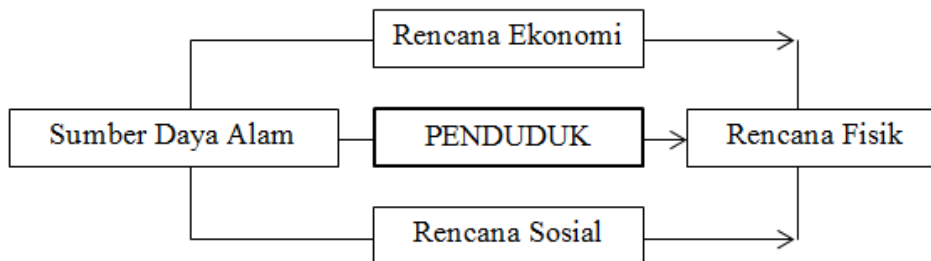 Rencana Ekonomi
Sumber Daya Alam
PENDUDUK
Rencana Fisik
Rencana Sosial